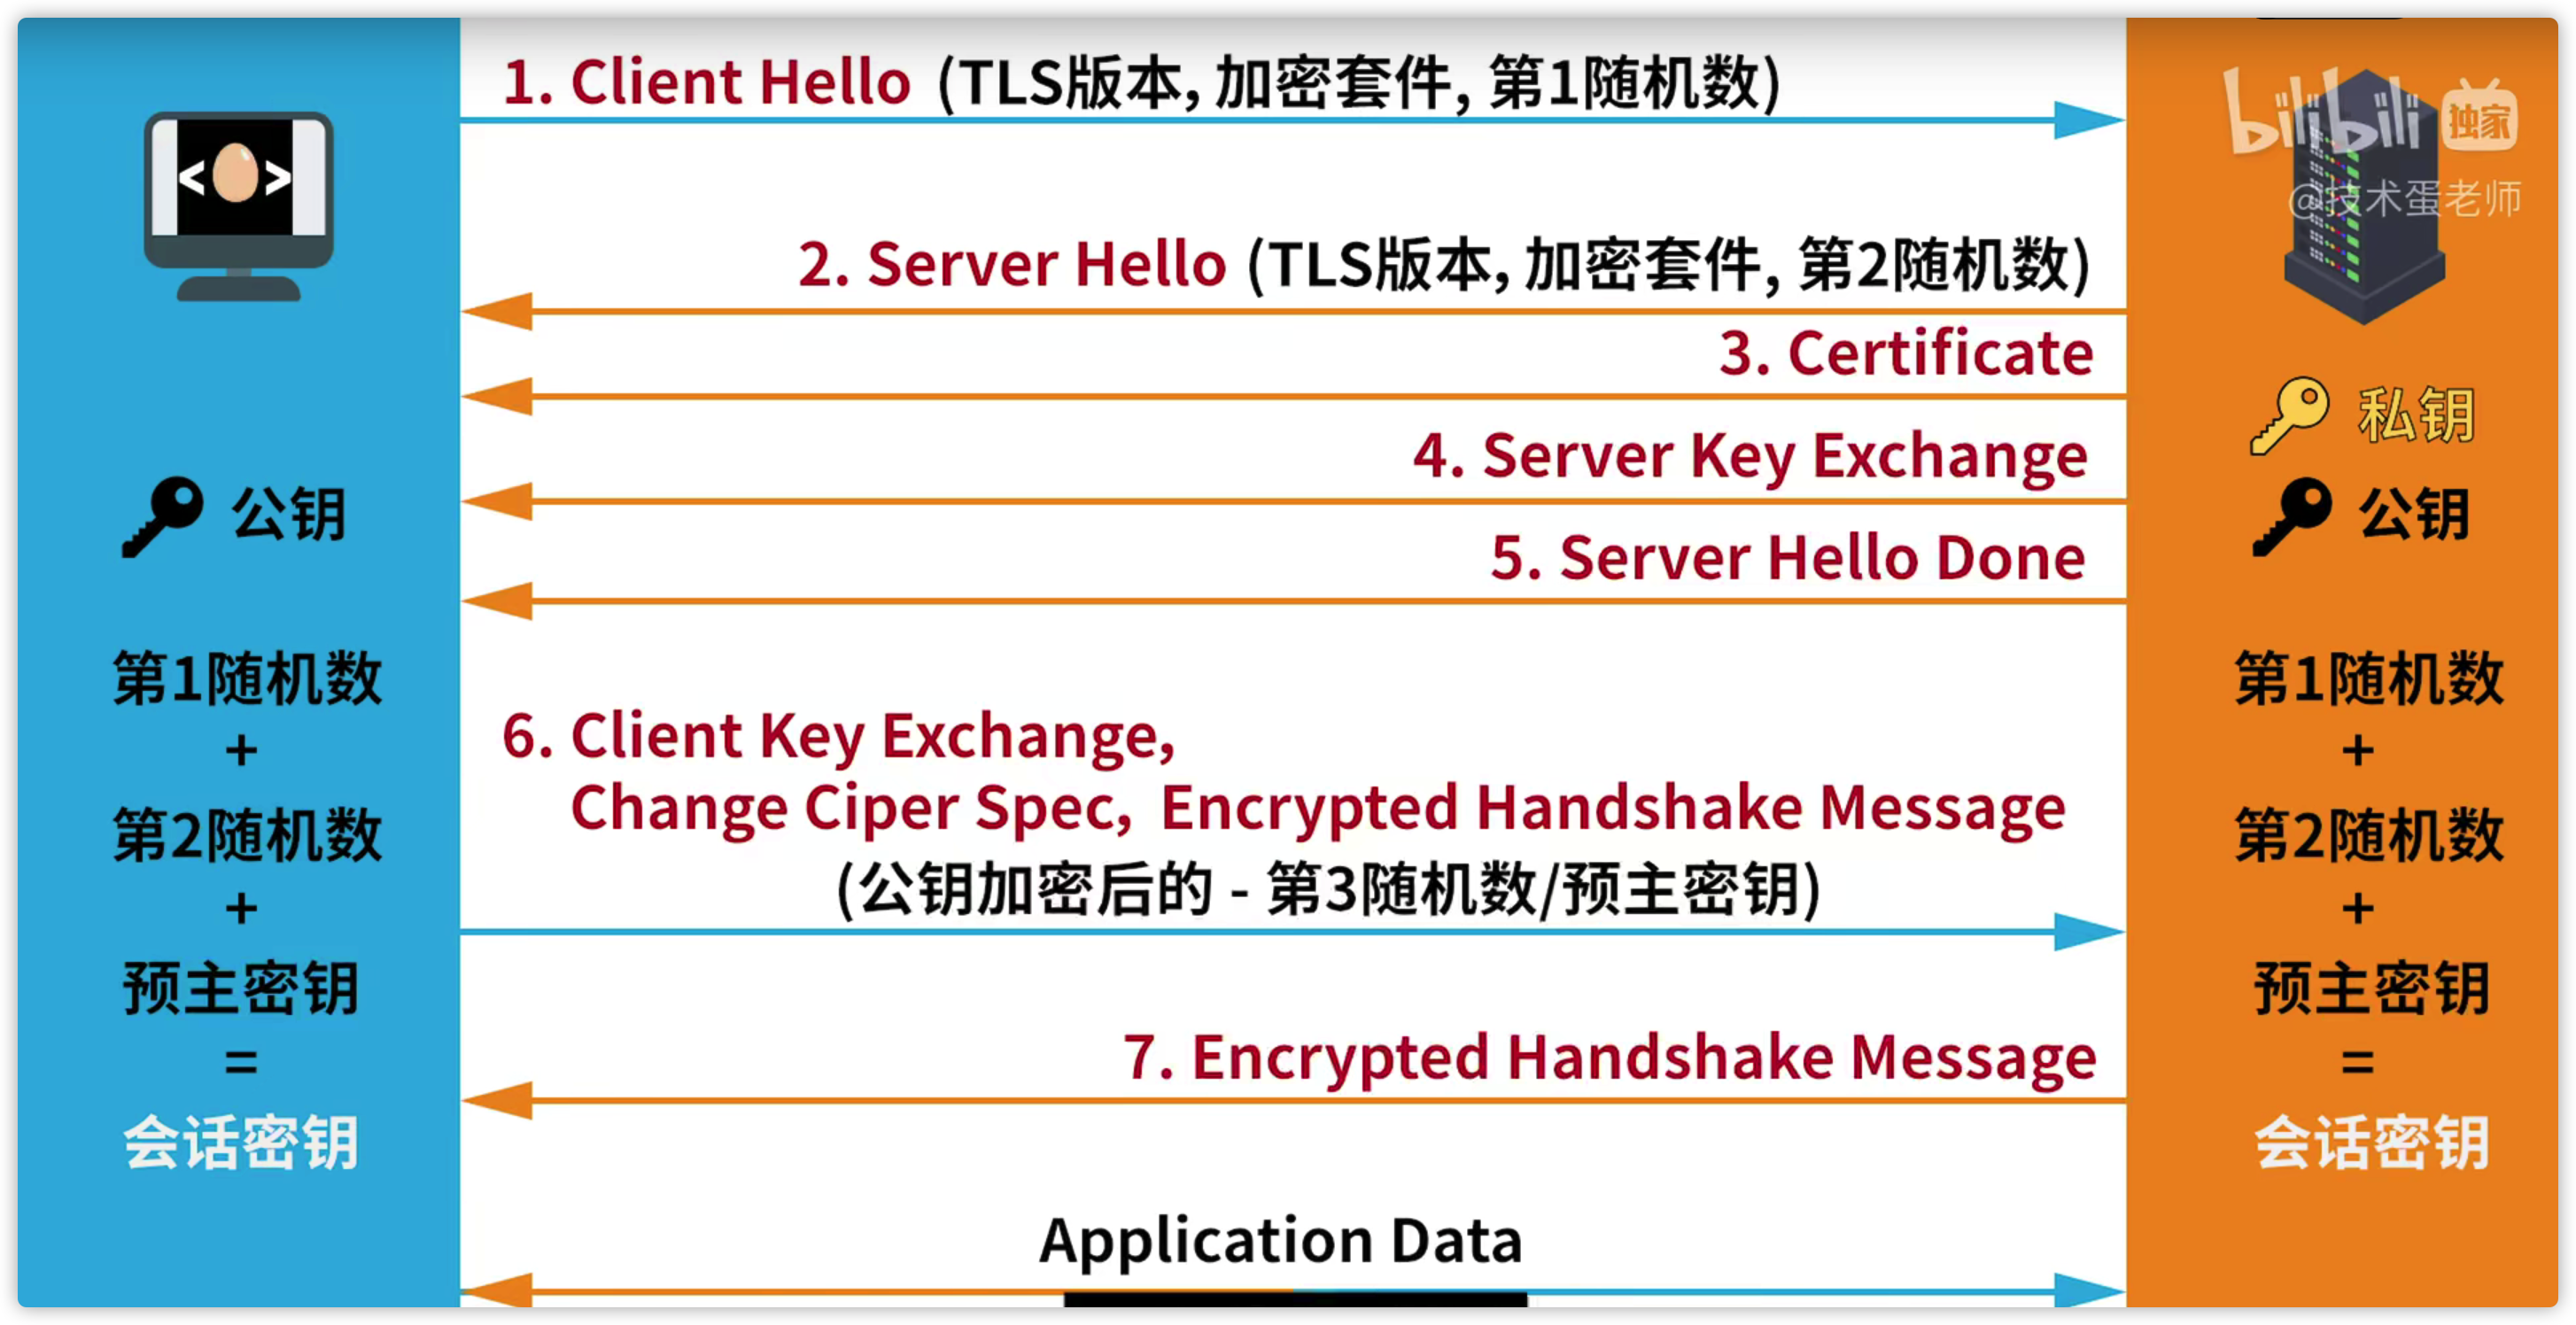 1. Client Hello (TLS版本, 加密套件, 第1随机数)
bilibili 独家
@技术蛋老师
< >
2. Server Hello (TLS版本, 加密套件, 第2随机数)
3. Certificate
私钥
4. Server Key Exchange
公钥
公钥
5. Server Hello Done
第1随机数
+
第2随机数
+
预主密钥
=
会话密钥
6. Client Key Exchange,
Change Ciper Spec, Encrypted Handshake Message
(公钥加密后的 - 第3随机数/预主密钥)
7. Encrypted Handshake Message
Application Data
第1随机数
+
第2随机数
+
预主密钥
=
会话密钥